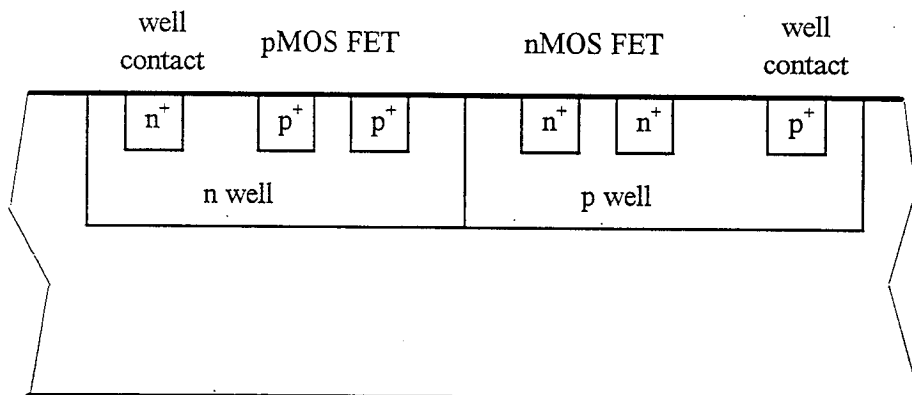 well contact
pMOS FET
nMOS FET
well contact
n+
p+
p+
n+
n+
p+
n well
p well